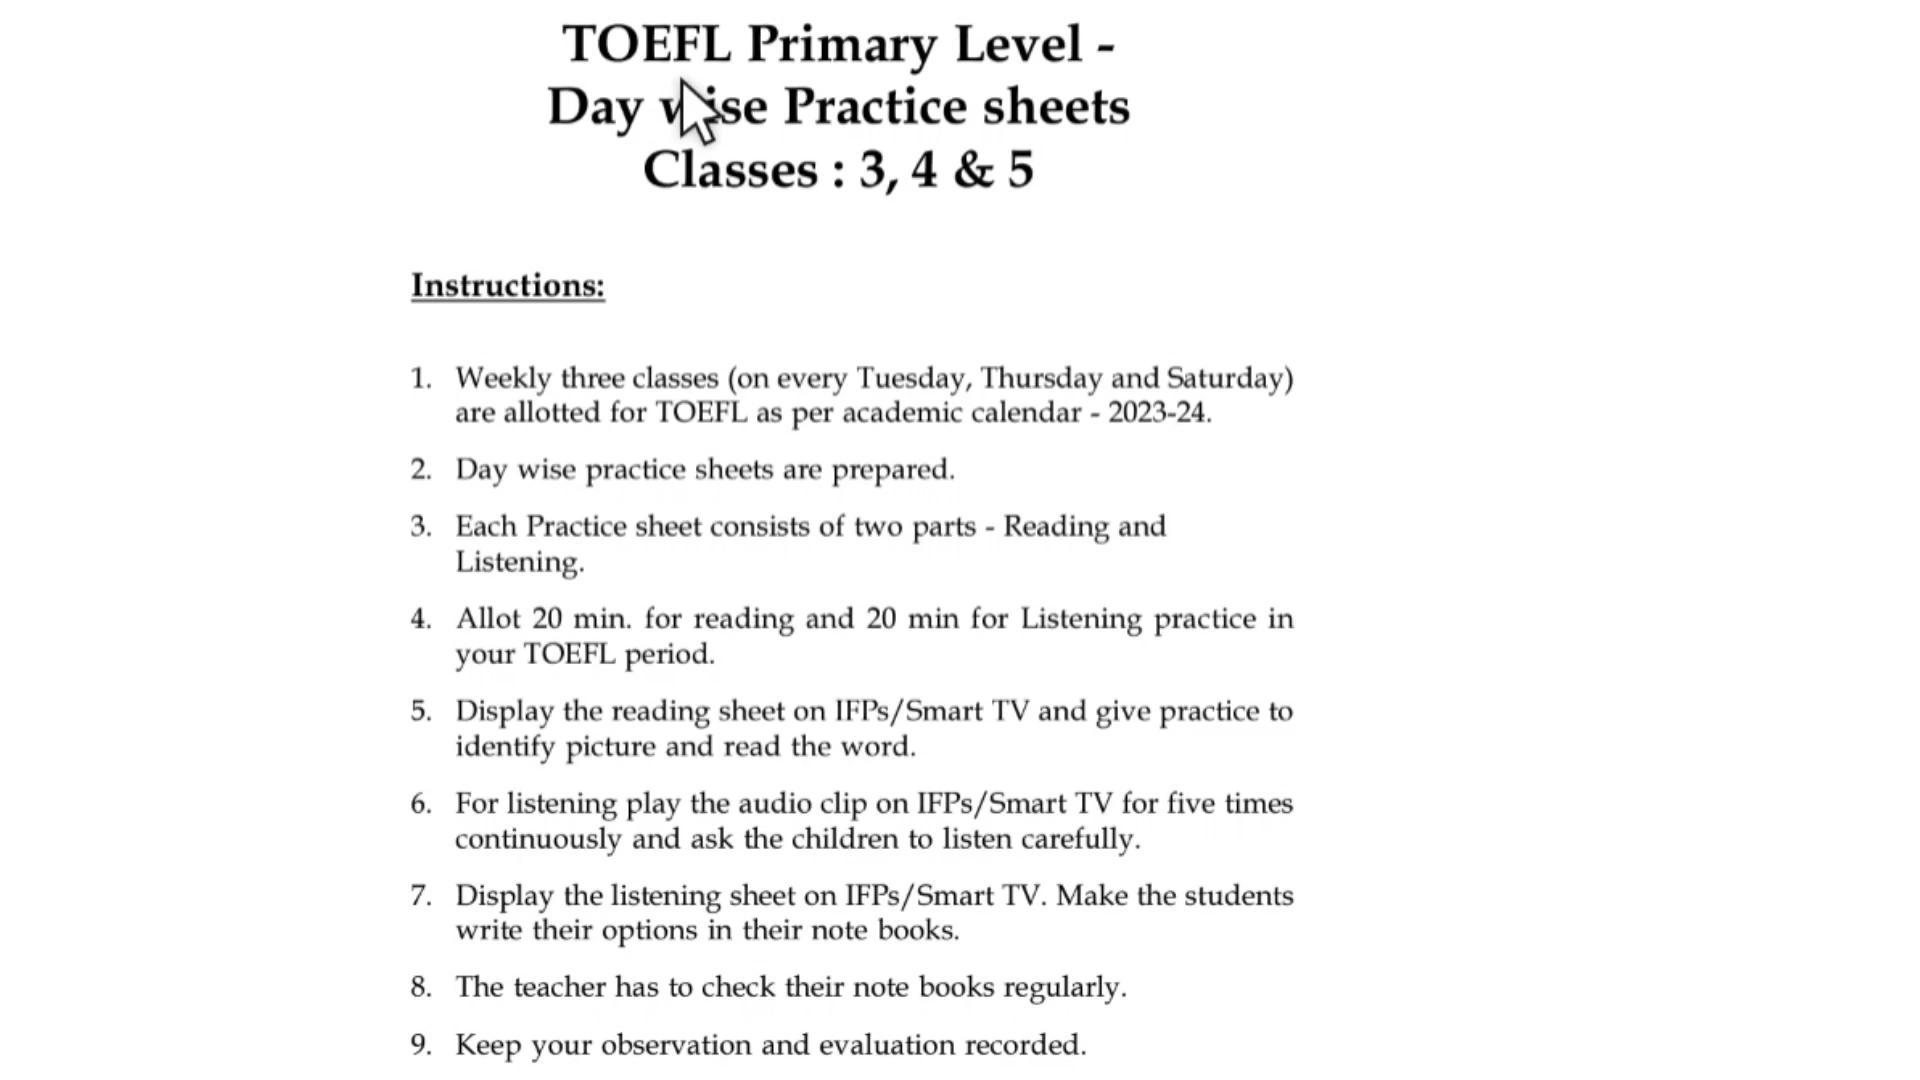 TOEFL Primary Level -
Day wise Practice sheets
Classes : 3, 4 & 5
Instructions:
1. Weekly three classes (on every Tuesday, Thursday and Saturday)
are allotted for TOEFL as per academic calendar - 2023-24.
2. Day wise practice sheets are prepared.
3. Each Practice sheet consists of two parts - Reading and
Listening.
4. Allot 20 min. for reading and 20 min for Listening practice in
your TOEFL period.
5. Display the reading sheet on IFPs/Smart TV and give practice to
identify picture and read the word.
6. For listening play the audio clip on IFPs/Smart TV for five times
continuously and ask the children to listen carefully.
7. Display the listening sheet on IFPs/Smart TV. Make the students
write their options in their note books.
8. The teacher has to check their note books regularly.
9. Keep your observation and evaluation recorded.